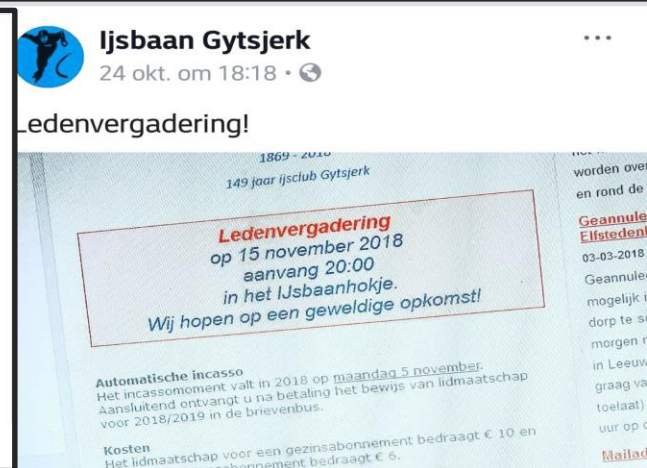 Ijsbaan Gytsjerk
24 okt. om 18:18
Ledenvergadering!
1869 - 2018
149 jaar ijsclub Gytsjerk
Ledenvergadering
op 15 november 2018
aanvang 20:00
in het IJsbaanhokje.
Wij hopen op een geweldige opkomst!
Automatische incasso
Het incassomoment valt in 2018 op maandag 5 november.
Aansluitend ontvangt u na betaling het bewijs van lidmaatschap
voor 2018/2019 in de brievenbus.
Kosten
Het lidmaatschap voor een gezinsabonnement bedraagt € 10 en
bedraagt € 6.
worden over
en rond de
Geannule
Elfsteden
03-03-2018
Geannulee
mogelijk i
dorp te s
morgen
in Leeuw
graag va
toelaat)
uur op
Mailad